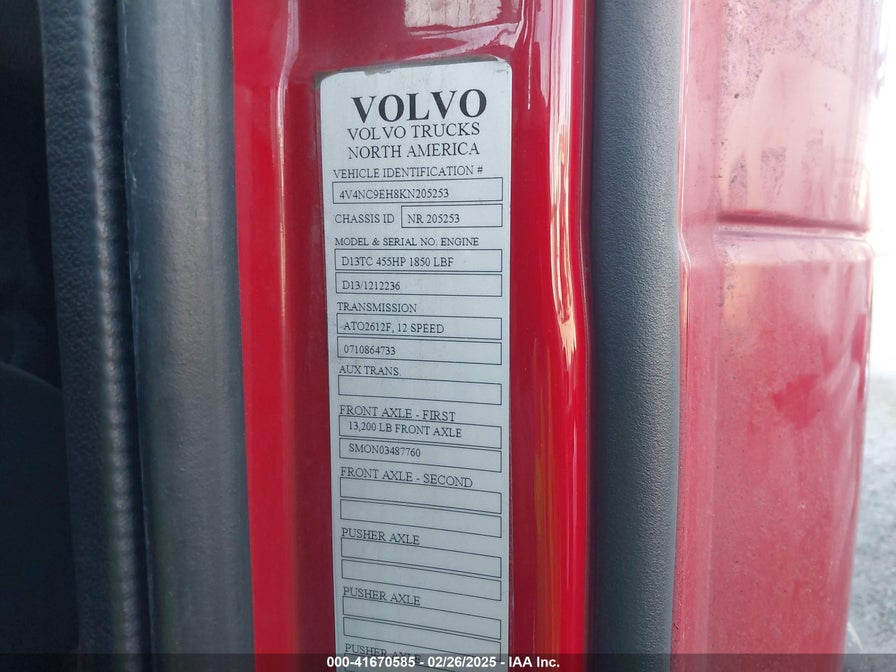 VOLVO
VOLVO TRUCKS
NORTH AMERICA
VEHICLE IDENTIFICATION #
4V4NC9EH8KN205253
CHASSIS ID NR 205253
MODEL & SERIAL NO. ENGINE
D13TC 455HP 1850 LBF
D13/1212236
TRANSMISSION
ATO2612F, 12 SPEED
0710864733
AUX TRANS.
FRONT AXLE - FIRST
13,200 LB FRONT AXLE
SMON03487760
FRONT AXLE - SECOND
PUSHER AXLE
PUSHER AXLE
PUSHER AXLE
000-41670585 - 02/26/2025 - IAA Inc.